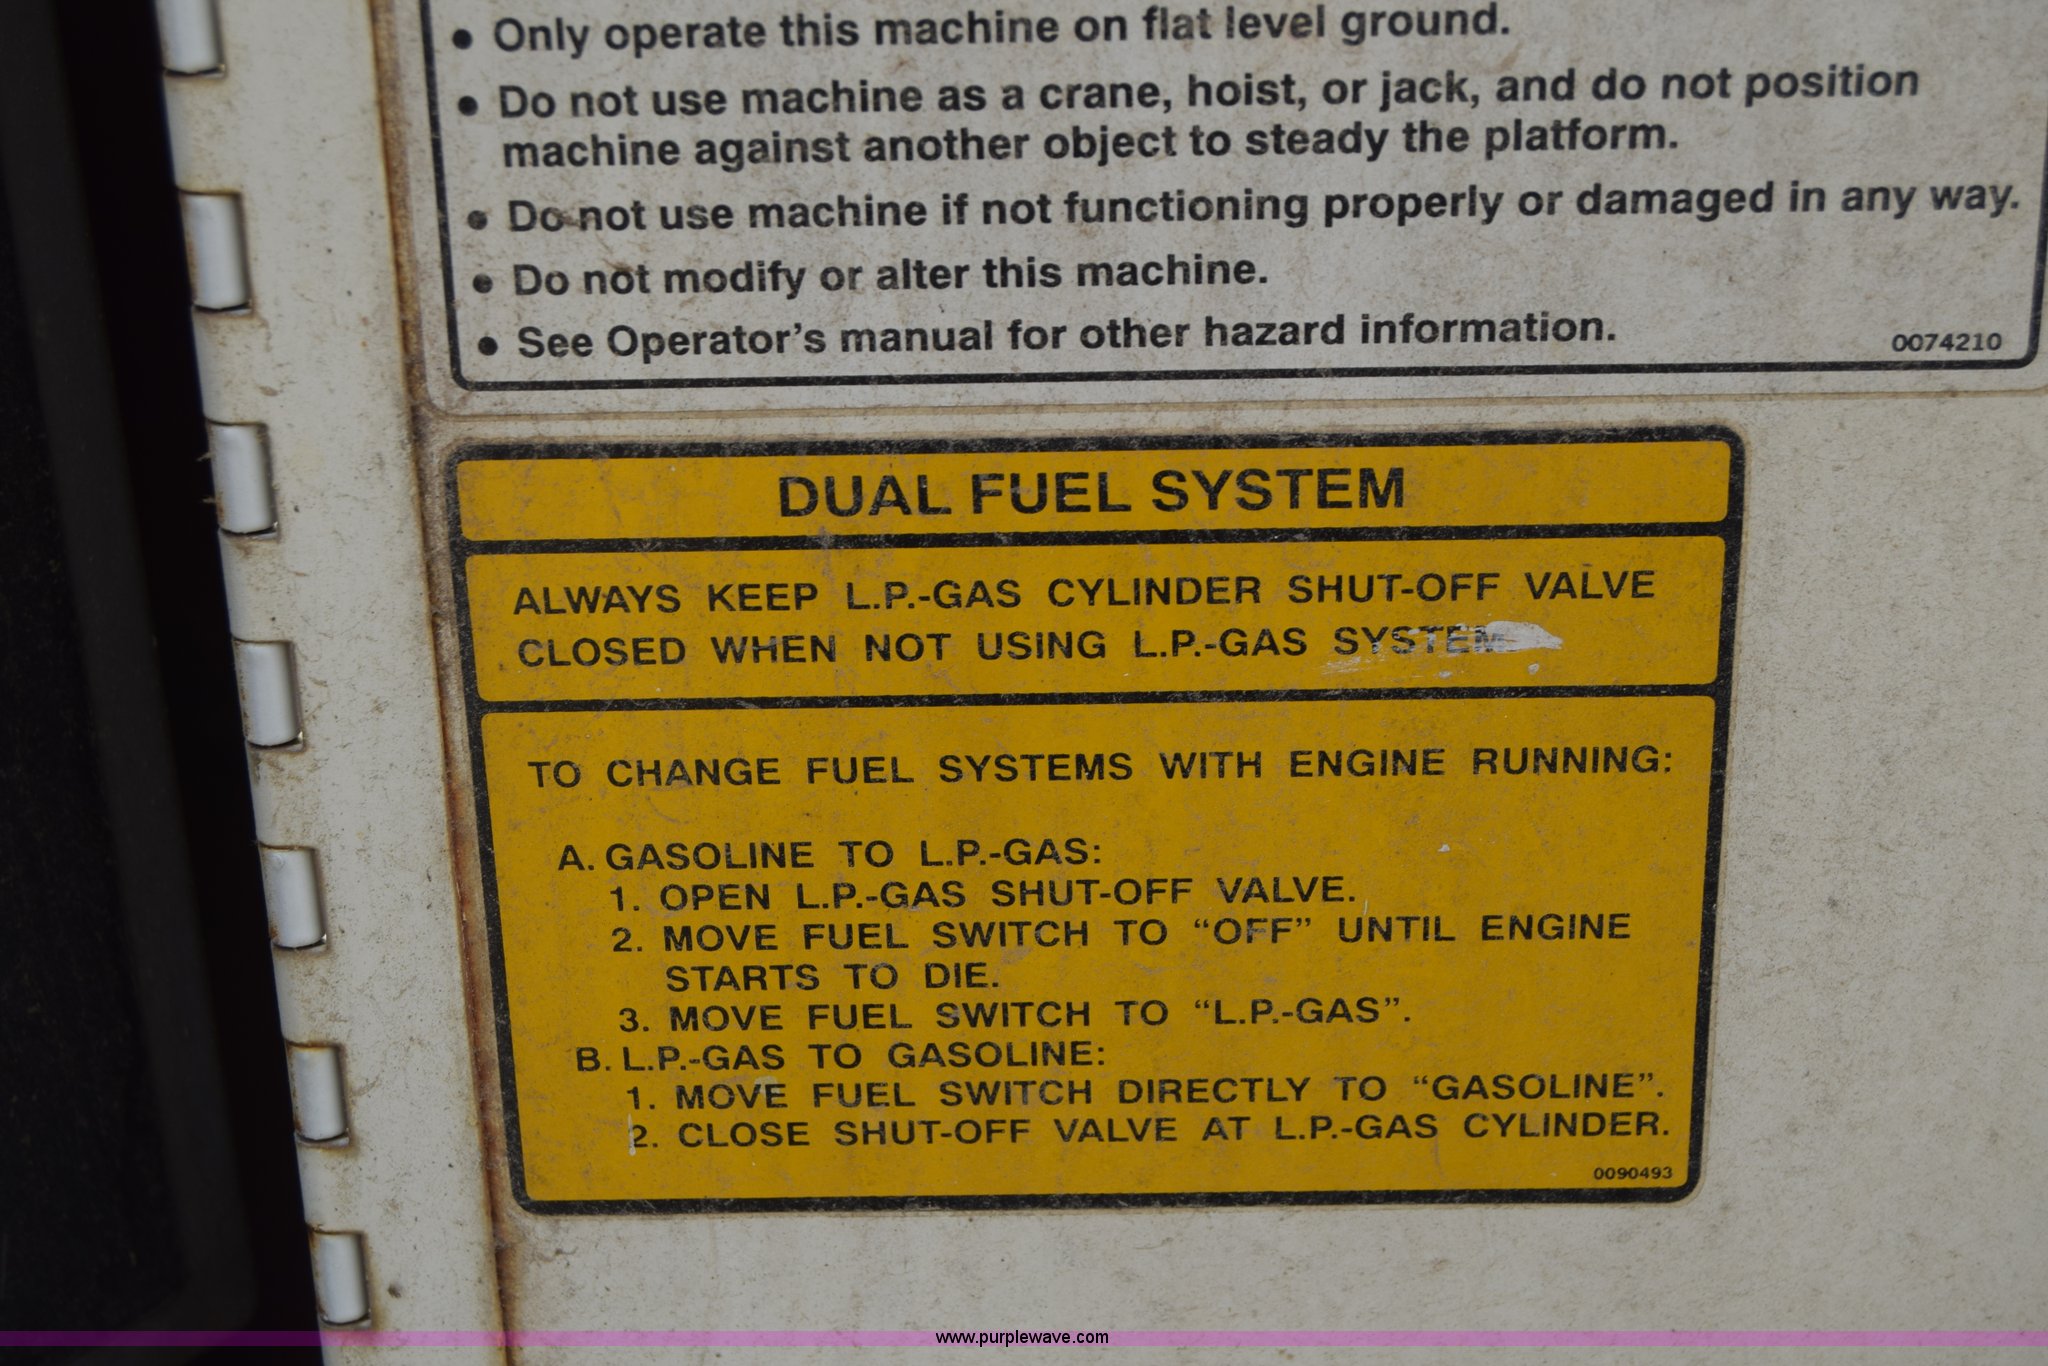 • Only operate this machine on flat level ground.
• Do not use machine as a crane, hoist, or jack, and do not position
machine against another object to steady the platform.
• Do not use machine if not functioning properly or damaged in any way.
• Do not modify or alter this machine.
• See Operator's manual for other hazard information.
0074210
DUAL FUEL SYSTEM
ALWAYS KEEP L.P.-GAS CYLINDER SHUT-OFF VALVE
CLOSED WHEN NOT USING L.P.-GAS SYSTEM
TO CHANGE FUEL SYSTEMS WITH ENGINE RUNNING:
A. GASOLINE TO L.P.-GAS:
1. OPEN L.P.-GAS SHUT-OFF VALVE.
2. MOVE FUEL SWITCH TO “OFF” UNTIL ENGINE
STARTS TO DIE.
3. MOVE FUEL SWITCH TO “L.P.-GAS”.
B. L.P.-GAS TO GASOLINE:
1. MOVE FUEL SWITCH DIRECTLY TO “GASOLINE”.
2. CLOSE SHUT-OFF VALVE AT L.P.-GAS CYLINDER.
0090493
www.purplewave.com